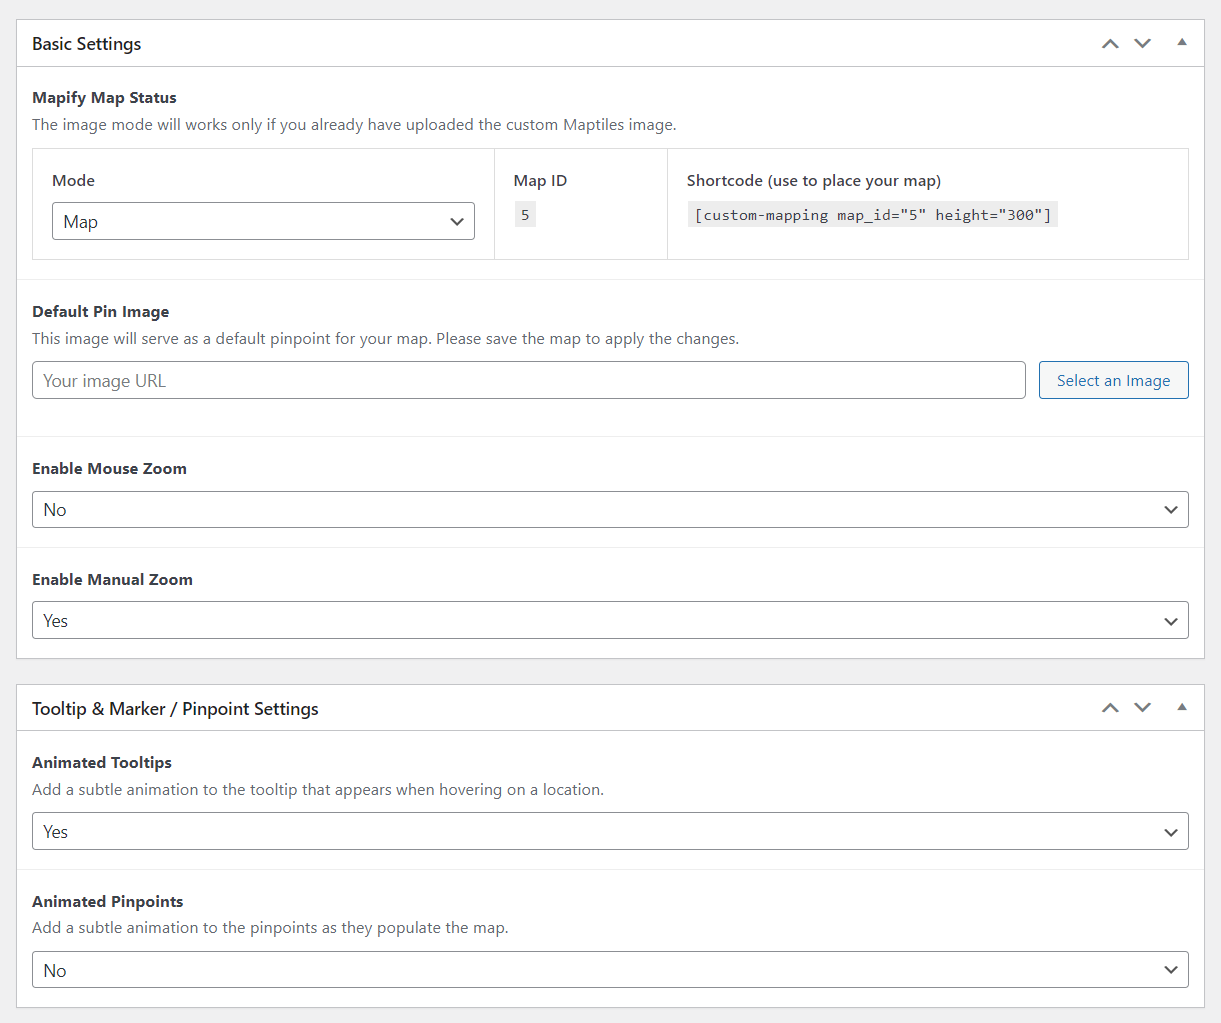 Basic Settings
Mapify Map Status
The image mode will works only if you already have uploaded the custom Maptiles image.
Mode
Map
Map ID
5
Shortcode (use to place your map)
[custom-mapping map_id="5" height="300"]
Default Pin Image
This image will serve as a default pinpoint for your map. Please save the map to apply the changes.
Your image URL
Select an Image
Enable Mouse Zoom
No
Enable Manual Zoom
Yes
Tooltip & Marker / Pinpoint Settings
Animated Tooltips
Add a subtle animation to the tooltip that appears when hovering on a location.
Yes
Animated Pinpoints
Add a subtle animation to the pinpoints as they populate the map.
No